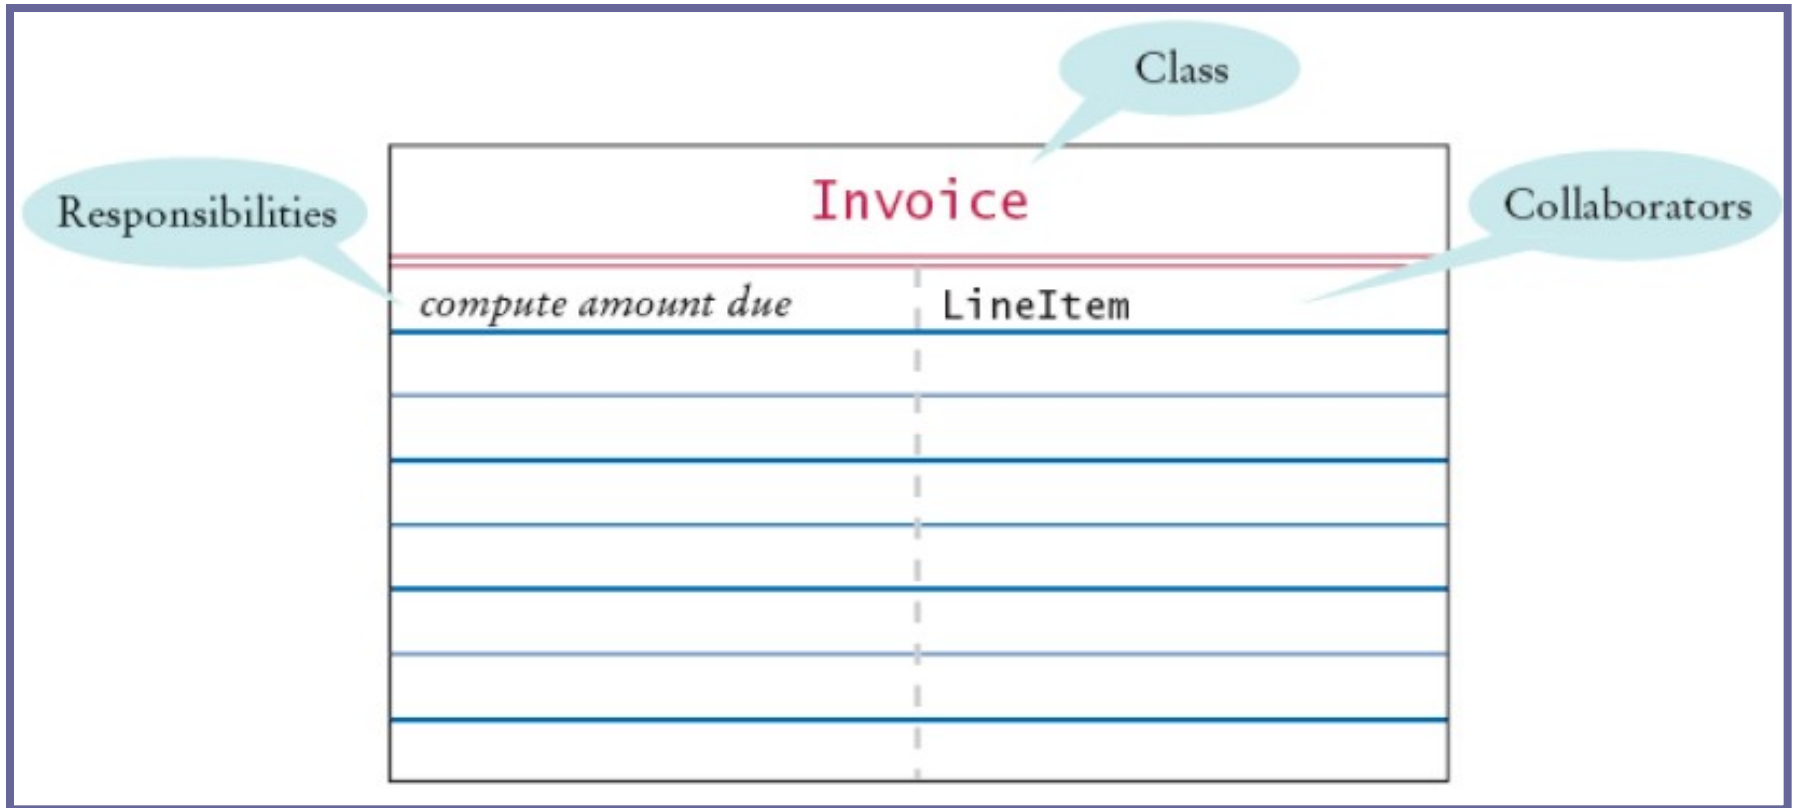 Class
Responsibilities
Invoice
Collaborators
compute amount due
LineItem